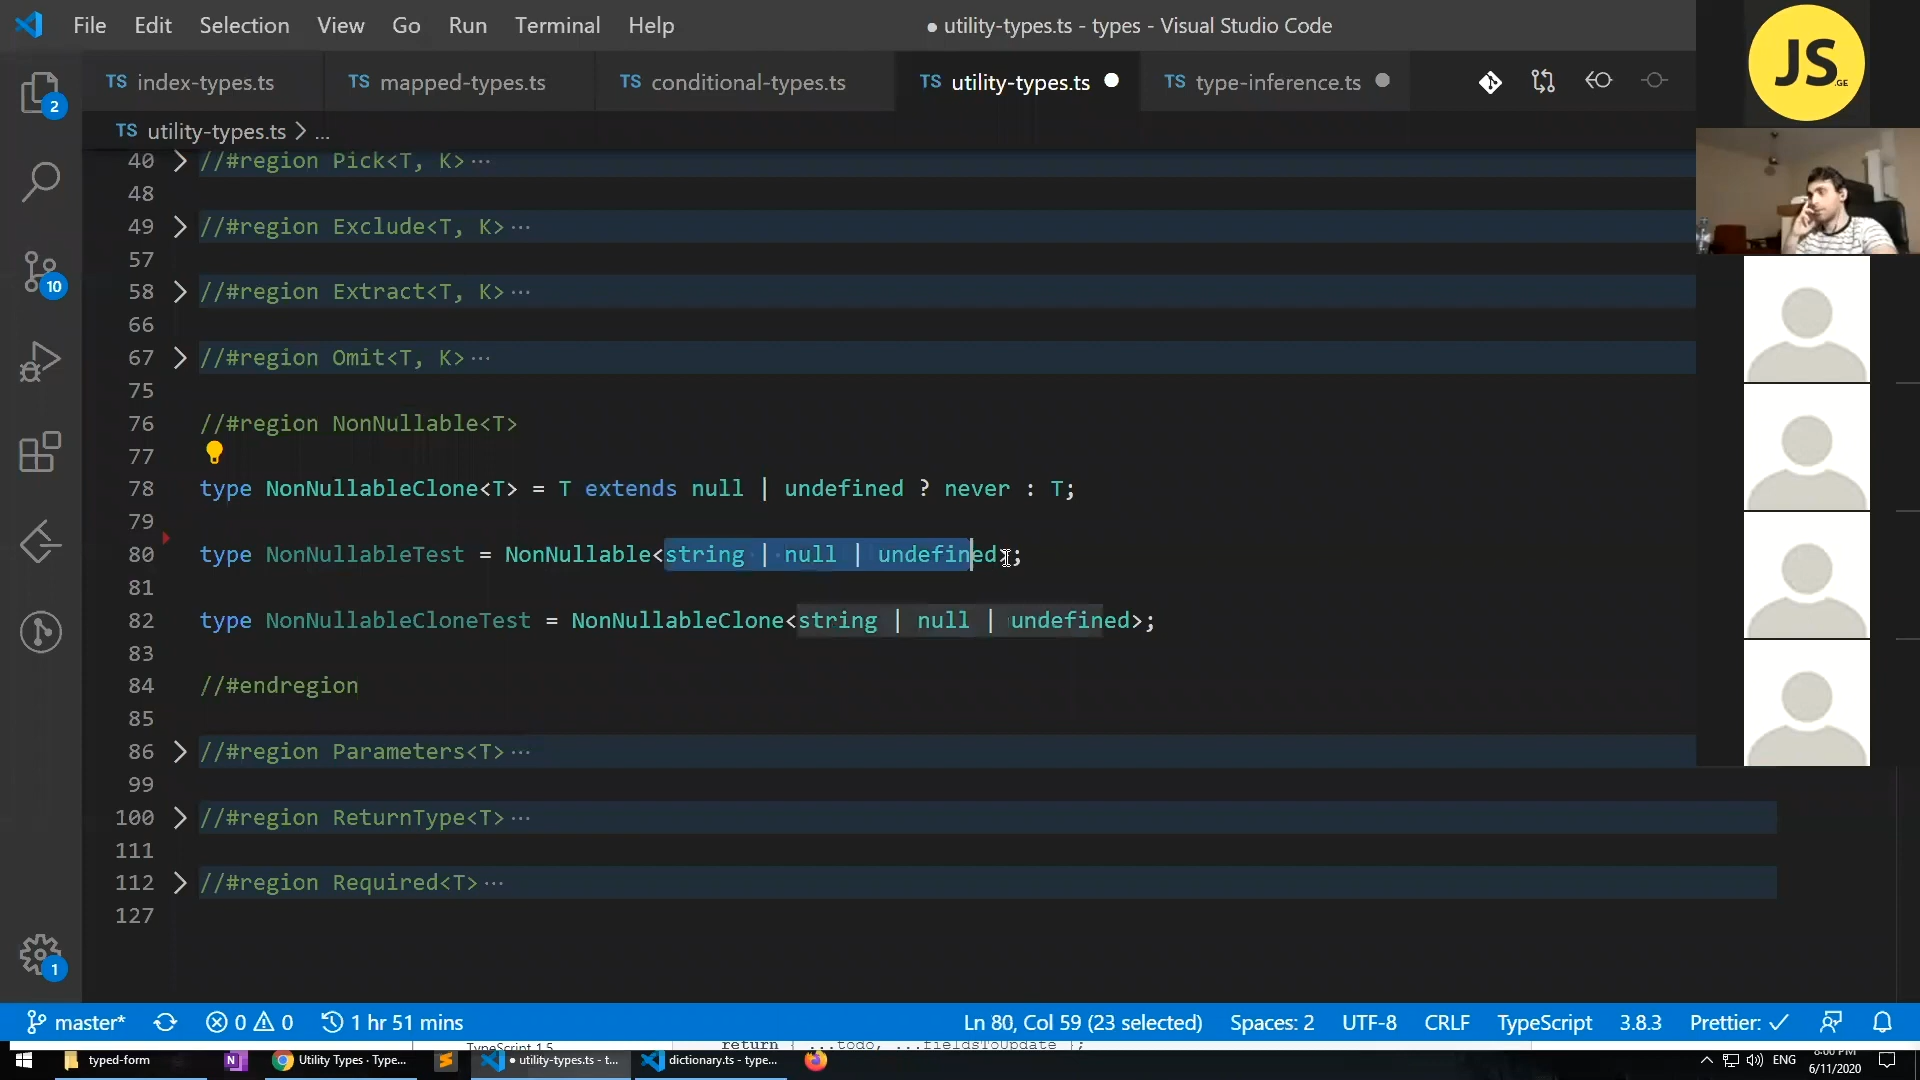 File Edit Selection View Go Run Terminal Help
● utility-types.ts - types - Visual Studio Code
JS
.GE
TS index-types.ts
TS mapped-types.ts
TS conditional-types.ts
TS utility-types.ts ●
TS type-inference.ts ●
TS utility-types.ts > ...
40 > //#region Pick<T, K>···
48
49 > //#region Exclude<T, K>···
57
58 > //#region Extract<T, K>···
66
67 > //#region Omit<T, K>···
75
76 //#region NonNullable<T>
77
78 type NonNullableClone<T> = T extends null | undefined ? never : T;
79
80 type NonNullableTest = NonNullable<string | null | undefined>;
81
82 type NonNullableCloneTest = NonNullableClone<string | null | undefined>;
83
84 //#endregion
85
86 > //#region Parameters<T>···
99
100 > //#region ReturnType<T>···
111
112 > //#region Required<T>···
127
2
10
1
master* 0 0 1 hr 51 mins Ln 80, Col 59 (23 selected) Spaces: 2 UTF-8 CRLF TypeScript 3.8.3 Prettier: ✓
TypeScript 1.5
return { ...todo, ...fieldsToUpdate };
typed-form
Utility Types · Type...
● utility-types.ts - t...
dictionary.ts - type...
ENG
8:00 PM
6/11/2020